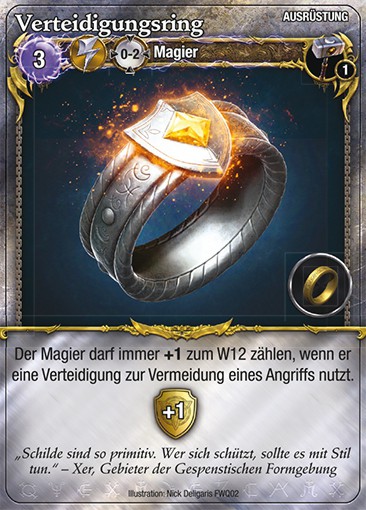 Verteidigungsring
AUSRÜSTUNG
3
0-2
Magier
1
Der Magier darf immer +1 zum W12 zählen, wenn er
eine Verteidigung zur Vermeidung eines Angriffs nutzt.
+1
„Schilde sind so primitiv. Wer sich schützt, sollte es mit Stil
tun.“ – Xer, Gebieter der Gespenstischen Formgebung
Illustration: Nick Deligaris FWQ02